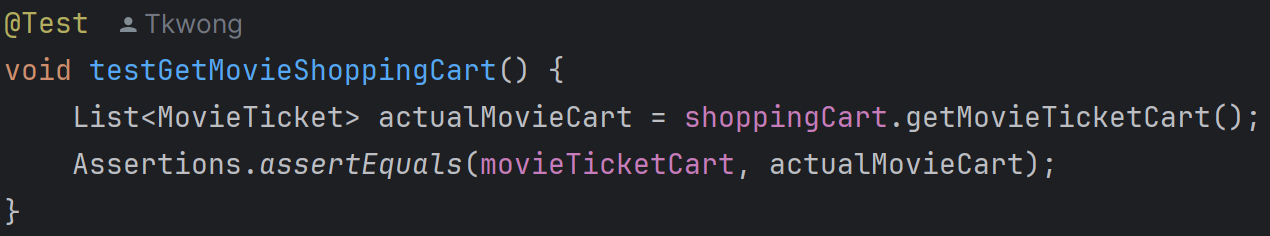 @Test Tkwong
void testGetMovieShoppingCart() {
    List<MovieTicket> actualMovieCart = shoppingCart.getMovieTicketCart();
    Assertions.assertEquals(movieTicketCart, actualMovieCart);
}